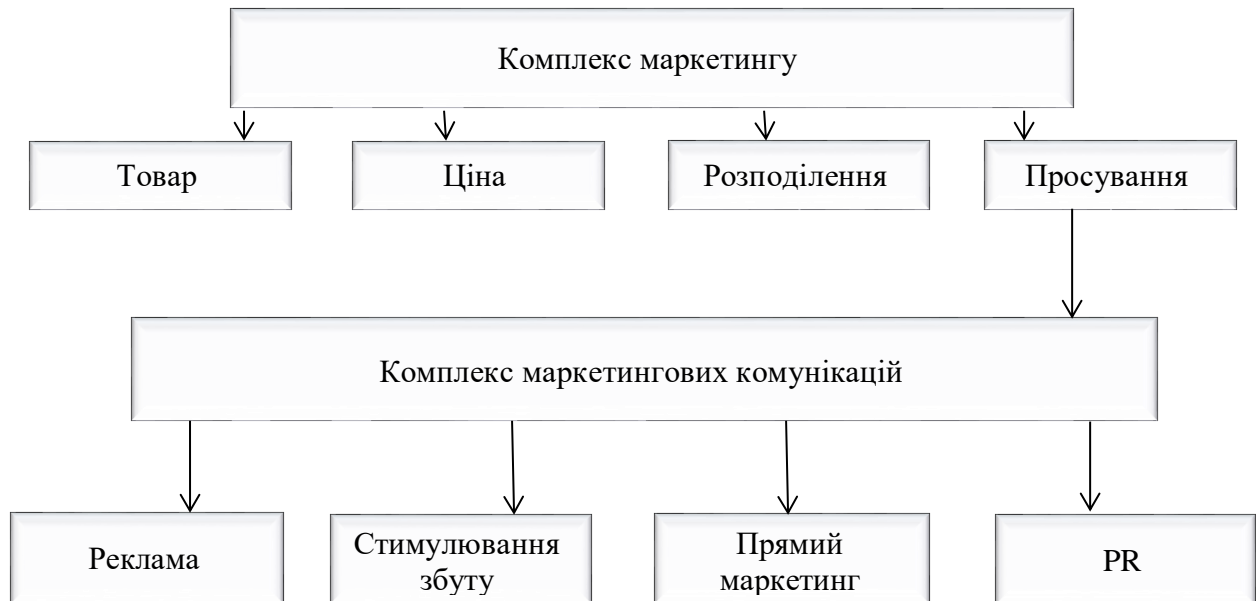 Комплекс маркетингу
Товар
Ціна
Розподілення
Просування
Комплекс маркетингових комунікацій
Реклама
Стимулювання
збуту
Прямий
маркетинг
PR